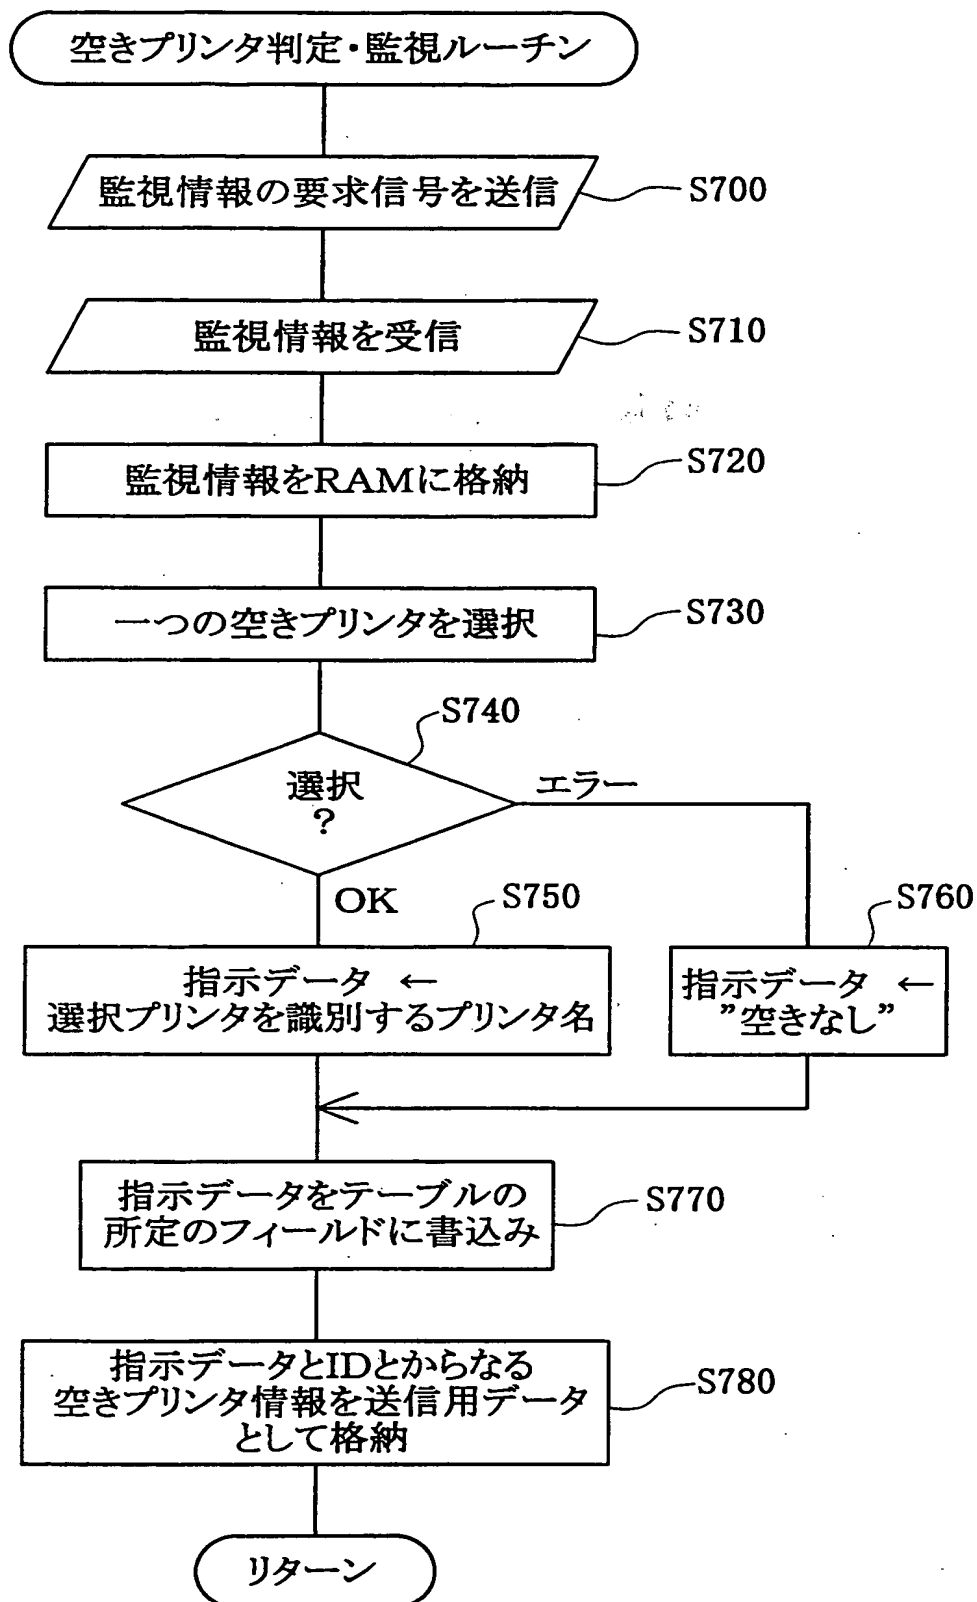 空きプリンタ判定・監視ルーチン
監視情報の要求信号を送信
S700
監視情報を受信
S710
監視情報をRAMに格納
S720
一つの空きプリンタを選択
S730
S740
選択
?
エラー
OK
S750
S760
指示データ ←
選択プリンタを識別するプリンタ名
指示データ ←
”空きなし”
指示データをテーブルの
所定のフィールドに書込み
S770
指示データとIDとからなる
空きプリンタ情報を送信用データ
として格納
S780
リターン